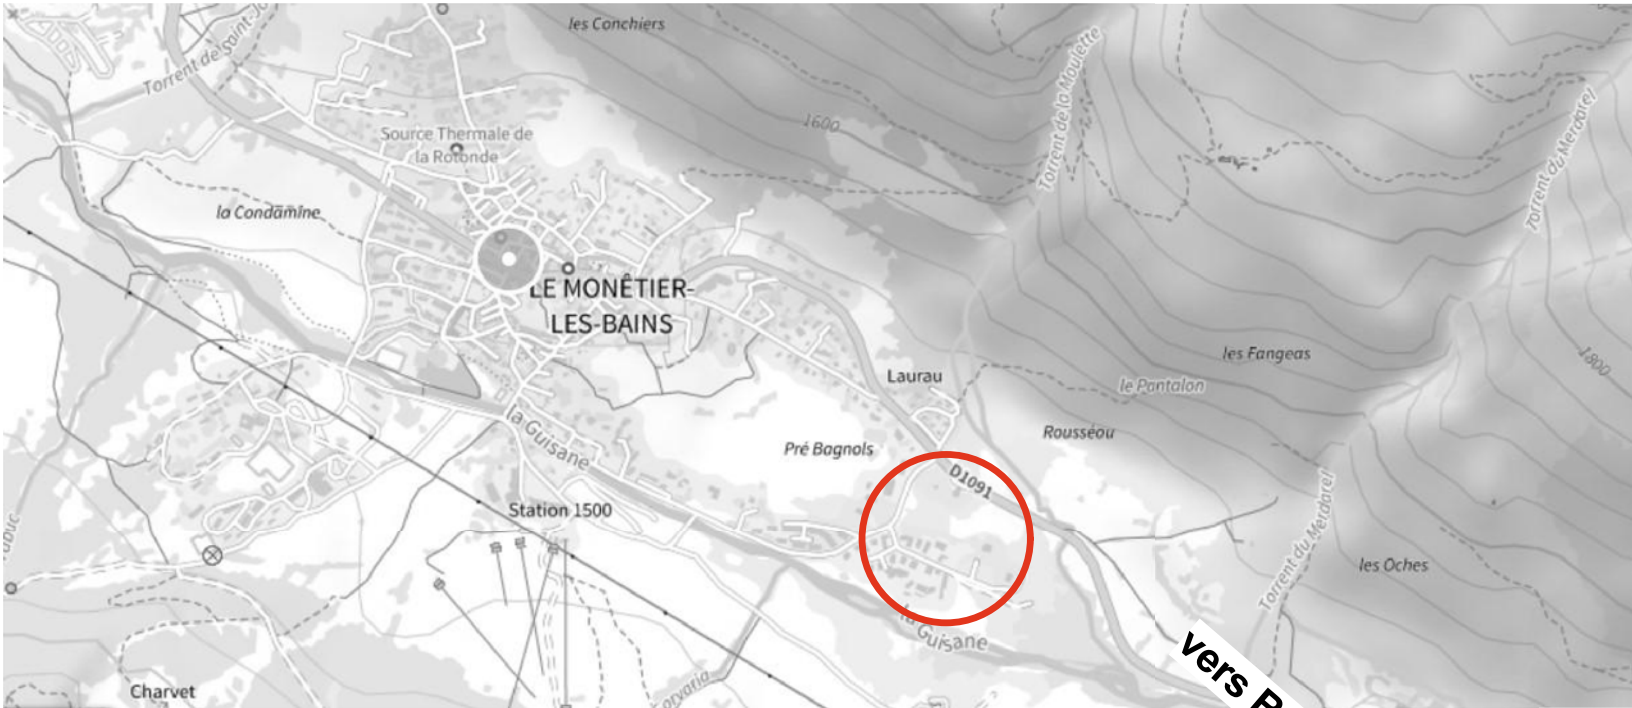 les Conchiers
Torrent de Saint-Jo
Torrent de la Moulette
Torrent du Merdarel
1600
Source Thermale de
la Rotonde
la Condamine
LE MONÊTIER-
LES-BAINS
les Fangeas
1800
Laurau
le Pantalon
la Guisane
Pré Bagnols
Rousséou
D1091
Station 1500
Torrent du Merdarel
les Oches
la Guisane
vers B
Charvet